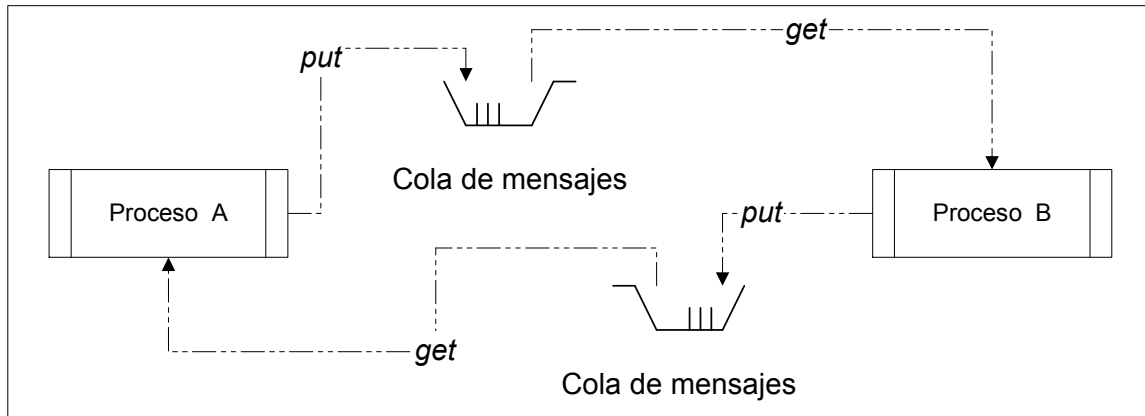 get
put
Cola de mensajes
Proceso A
put
Proceso B
get
Cola de mensajes